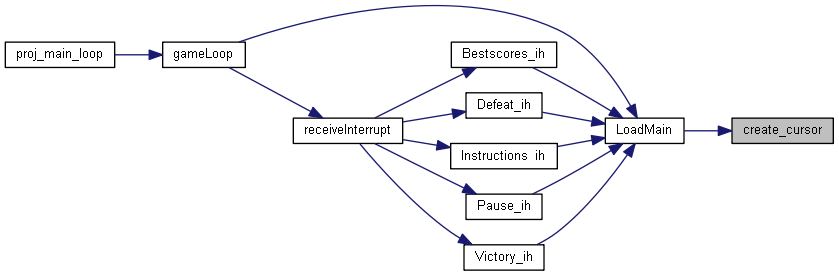 proj_main_loop
gameLoop
receiveInterrupt
Bestscores_ih
Defeat_ih
Instructions_ih
Pause_ih
Victory_ih
LoadMain
create_cursor